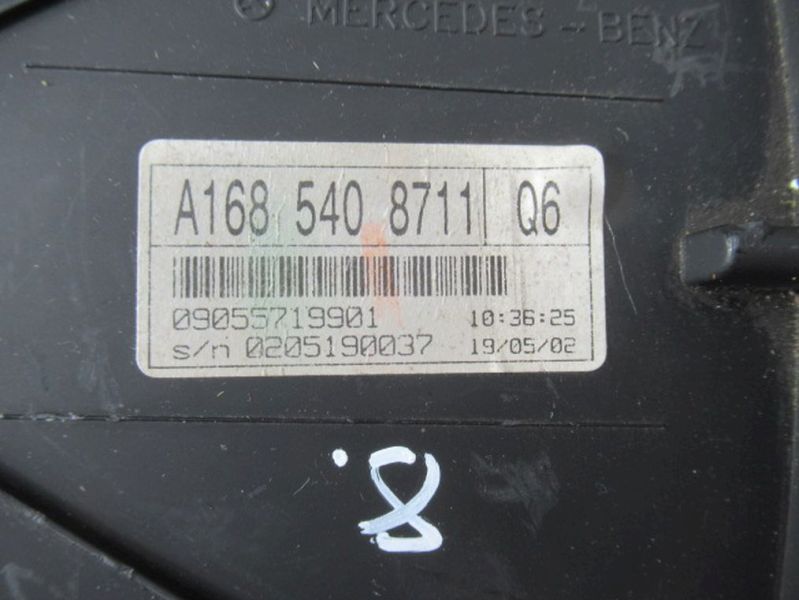 MERCEDES-BENZ
A168 540 8711 Q6
09055719901 10:36:25
s/n 0205190037 19/05/02
8.